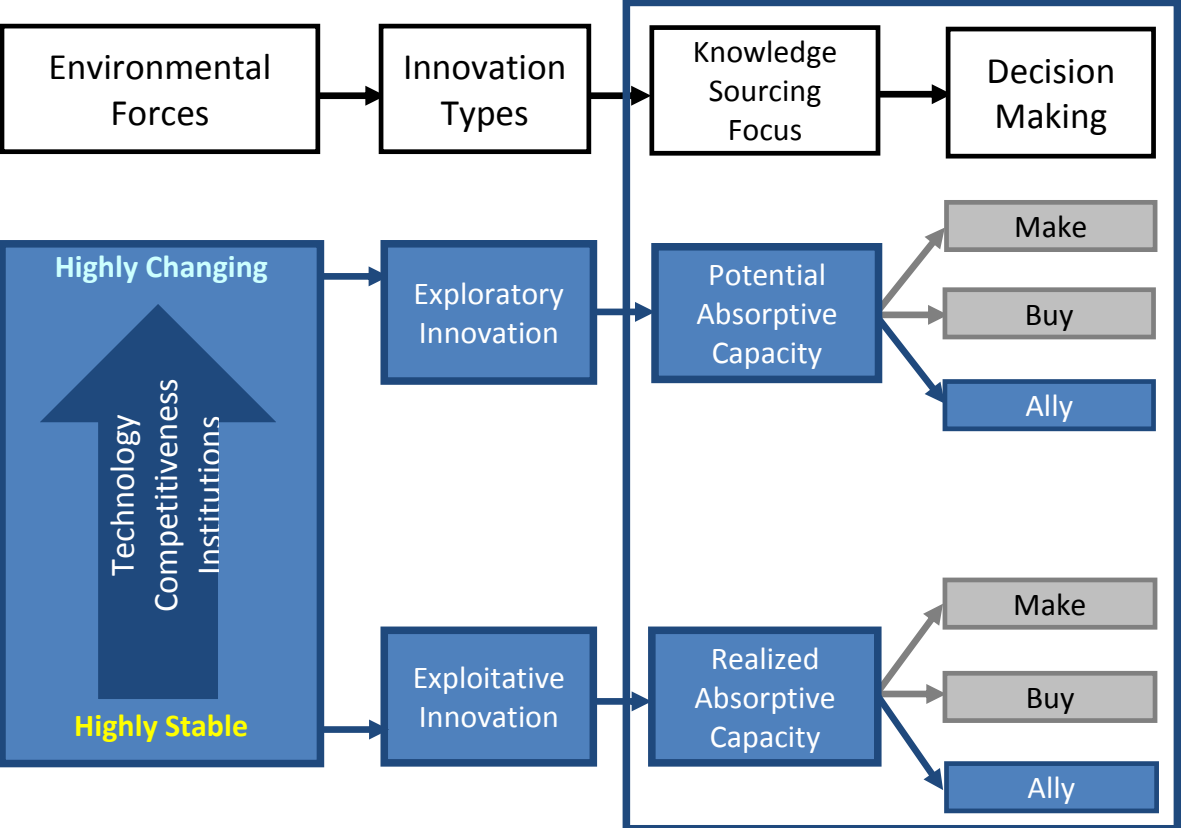 Environmental
Forces
Innovation
Types
Knowledge
Sourcing
Focus
Decision
Making
Highly Changing
Technology
Competitiveness
Institutions
Highly Stable
Exploratory
Innovation
Potential
Absorptive
Capacity
Make
Buy
Ally
Exploitative
Innovation
Realized
Absorptive
Capacity
Make
Buy
Ally